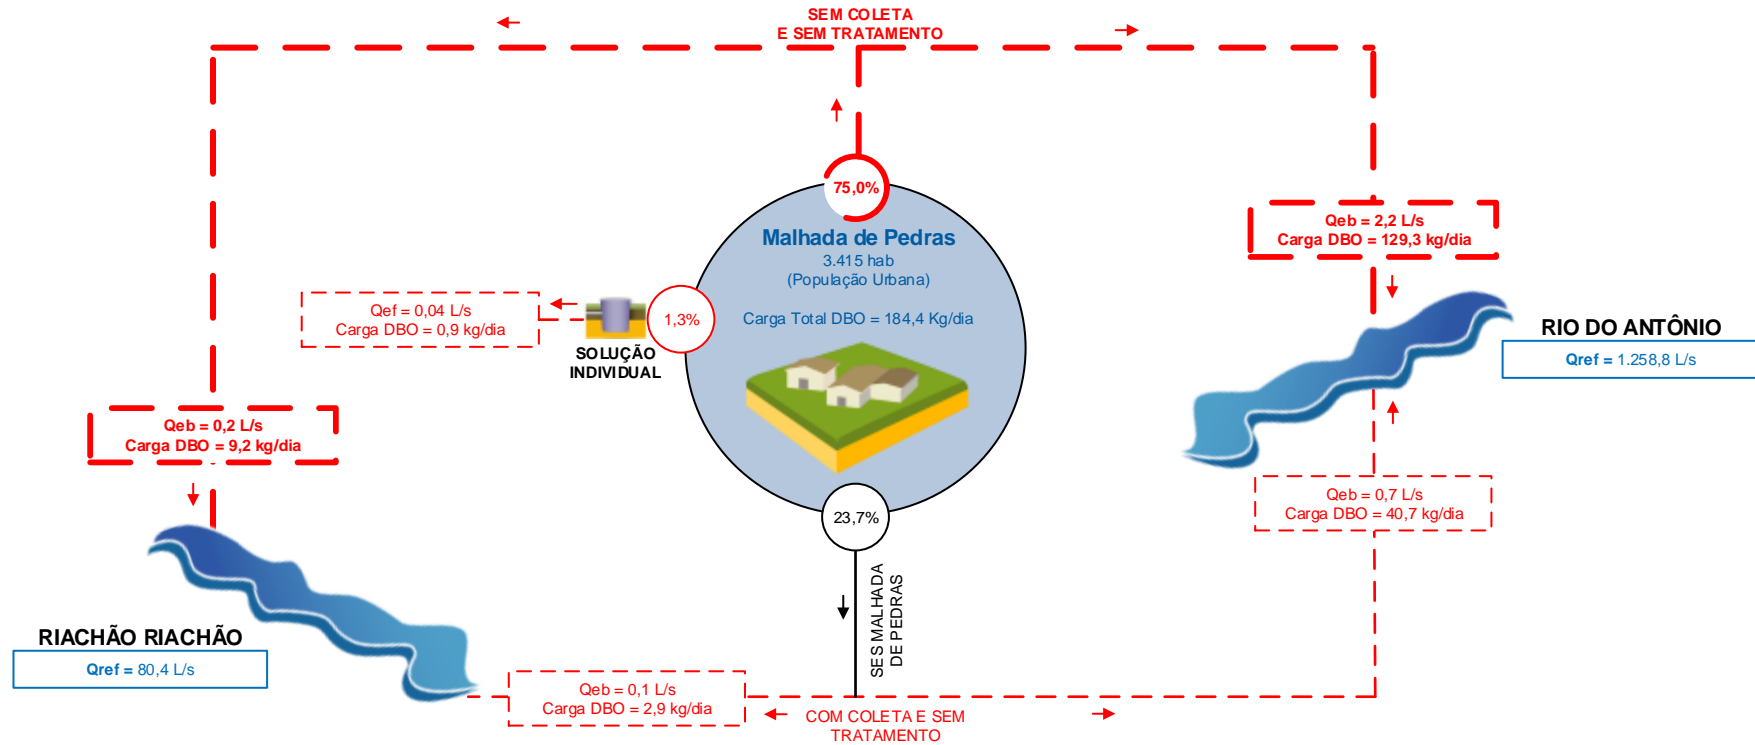 SEM COLETA
E SEM TRATAMENTO
75,0%
Malhada de Pedras
3.415 hab
(População Urbana)
Carga Total DBO = 184,4 Kg/dia
Qef = 0,04 L/s
Carga DBO = 0,9 kg/dia
1,3%
SOLUÇÃO
INDIVIDUAL
Qeb = 2,2 L/s
Carga DBO = 129,3 kg/dia
RIO DO ANTÔNIO
Qref = 1.258,8 L/s
Qeb = 0,2 L/s
Carga DBO = 9,2 kg/dia
Qeb = 0,7 L/s
Carga DBO = 40,7 kg/dia
23,7%
SES MALHADA
DE PEDRAS
RIACHÃO RIACHÃO
Qref = 80,4 L/s
Qeb = 0,1 L/s
Carga DBO = 2,9 kg/dia
COM COLETA E SEM
TRATAMENTO